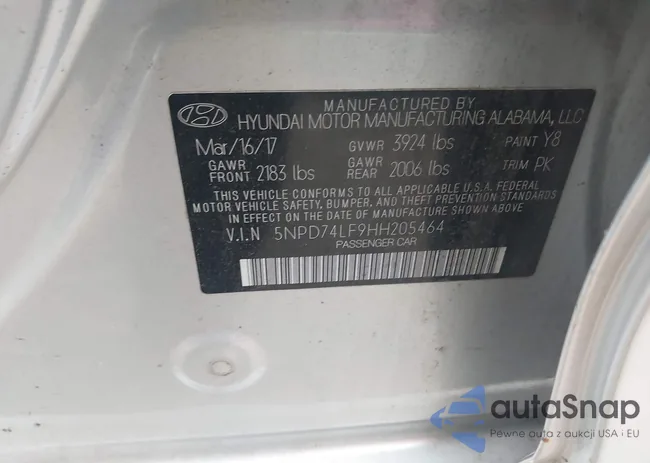 MANUFACTURED BY
HYUNDAI MOTOR MANUFACTURING ALABAMA, LLC
Mar/16/17 GVWR 3924 lbs PAINT Y8
GAWR FRONT 2183 lbs GAWR REAR 2006 lbs TRIM PK
THIS VEHICLE CONFORMS TO ALL APPLICABLE U.S.A. FEDERAL
MOTOR VEHICLE SAFETY, BUMPER, AND THEFT PREVENTION STANDARDS
IN EFFECT ON THE DATE OF MANUFACTURE SHOWN ABOVE.
V.I.N 5NPD74LF9HH205464
PASSENGER CAR
autaSnap
Pewne auta z aukcji USA i EU